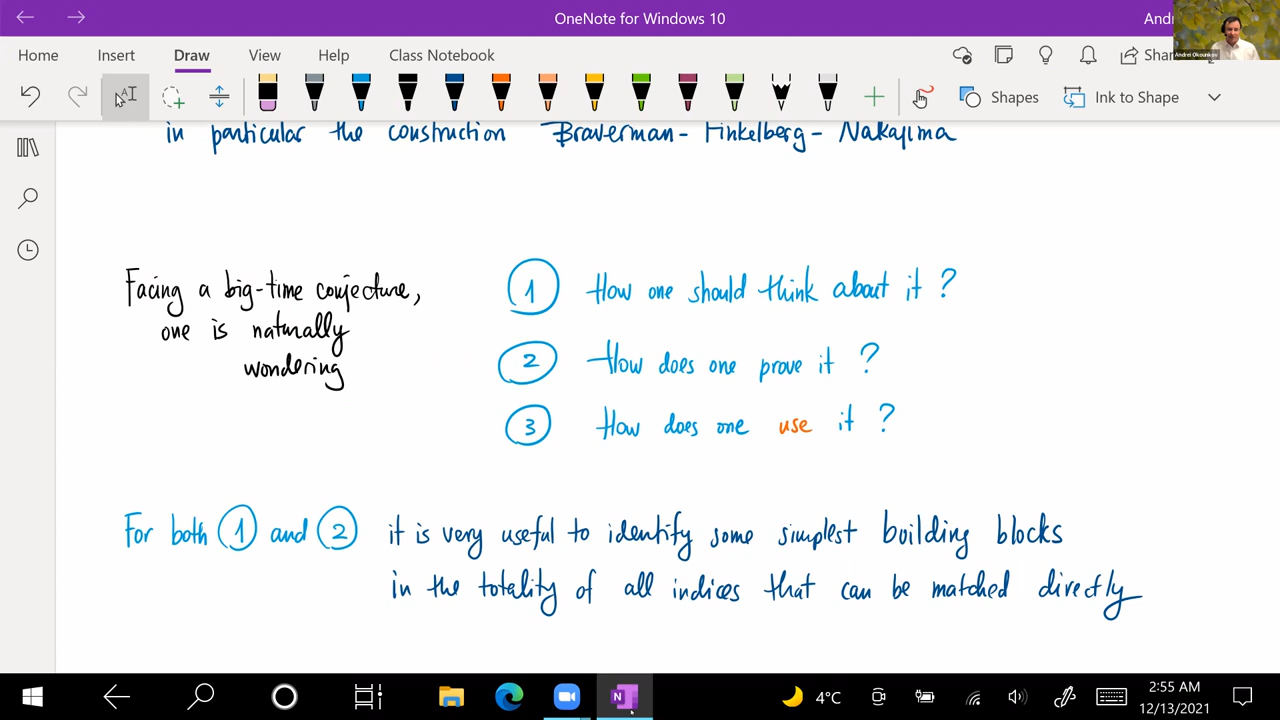 OneNote for Windows 10
Andr
Andrei Okounkov
Home Insert Draw View Help Class Notebook
Shar
Shapes
Ink to Shape
in particular the construction Braverman - Finkelberg - Nakajima
Facing a big-time conjecture,
one is naturally
wondering
1 How one should think about it ?
2 How does one prove it ?
3 How does one use it ?
For both 1 and 2 it is very useful to identify some simplest building blocks
in the totality of all indices that can be matched directly
4°C
2:55 AM
12/13/2021